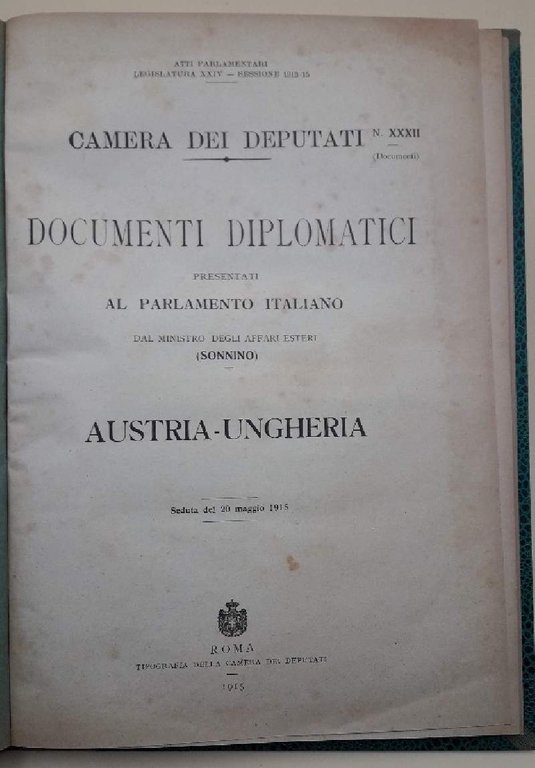 ATTI PARLAMENTARI
LEGISLATURA XXIV — SESSIONE 1913-15
CAMERA DEI DEPUTATI N. XXXII
(Documenti)
DOCUMENTI DIPLOMATICI
PRESENTATI
AL PARLAMENTO ITALIANO
DAL MINISTRO DEGLI AFFARI ESTERI
(SONNINO)
AUSTRIA-UNGHERIA
Seduta del 20 maggio 1915
ROMA
TIPOGRAFIA DELLA CAMERA DEI DEPUTATI
1915